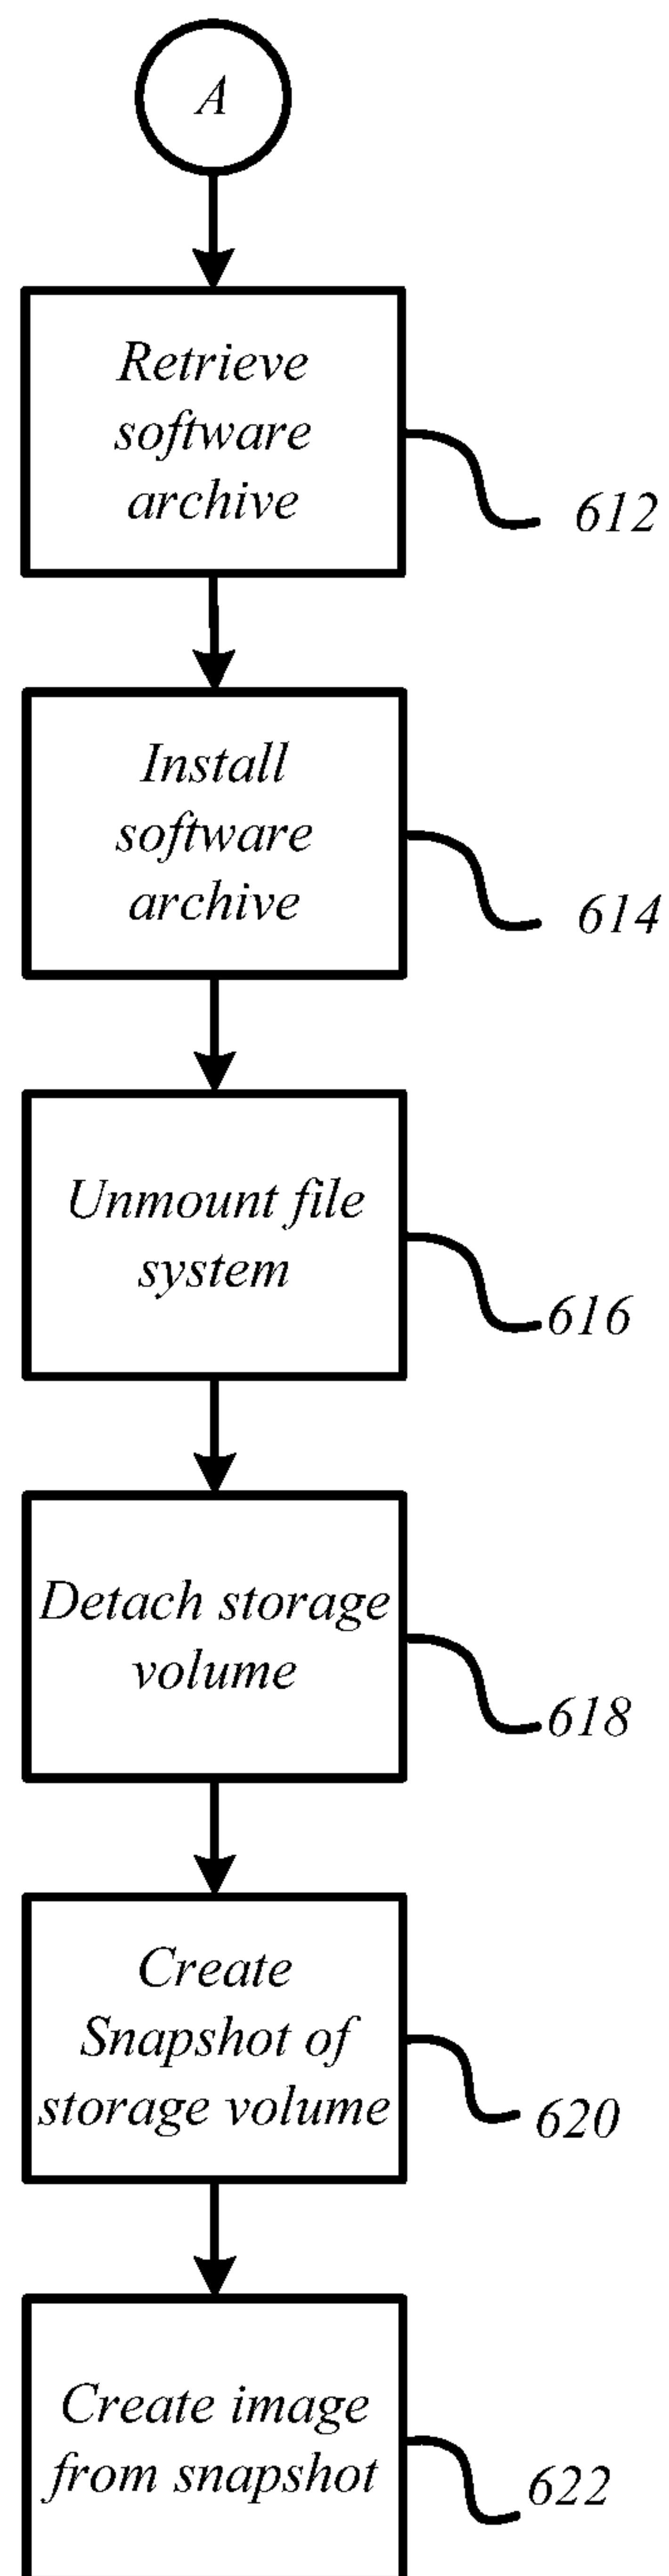 A
Retrieve
software
archive
612
Install
software
archive
614
Unmount file
system
616
Detach storage
volume
618
Create
Snapshot of
storage volume
620
Create image
from snapshot
622